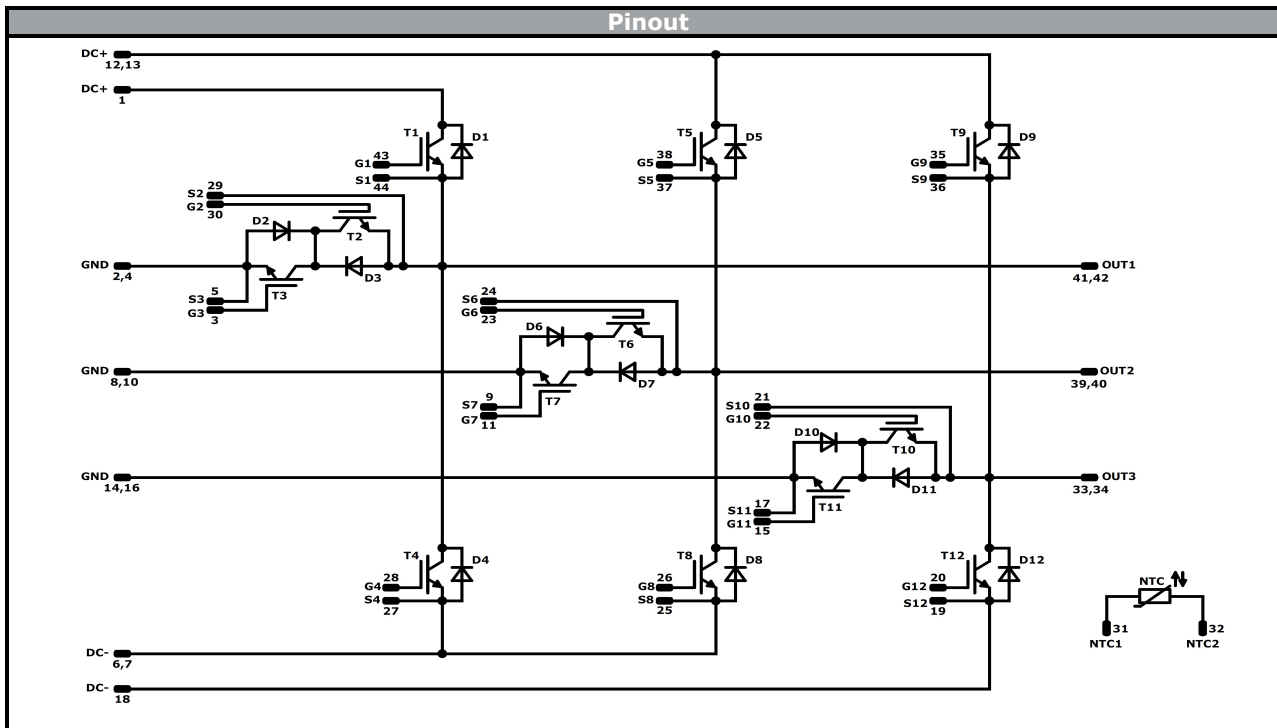 Pinout
DC+
12,13
DC+
1
T1
D1
43
G1
S1
44
T5
D5
38
G5
S5
37
T9
D9
35
G9
S9
36
29
S2
G2
30
D2
T2
GND
2,4
D3
T3
5
S3
G3
3
OUT1
41,42
24
S6
G6
23
D6
T6
GND
8,10
D7
T7
9
S7
G7
11
OUT2
39,40
21
S10
G10
22
D10
T10
GND
14,16
D11
T11
17
S11
G11
15
OUT3
33,34
T4
D4
28
G4
S4
27
T8
D8
26
G8
S8
25
T12
D12
20
G12
S12
19
NTC
31
32
NTC1
NTC2
DC-
6,7
DC-
18